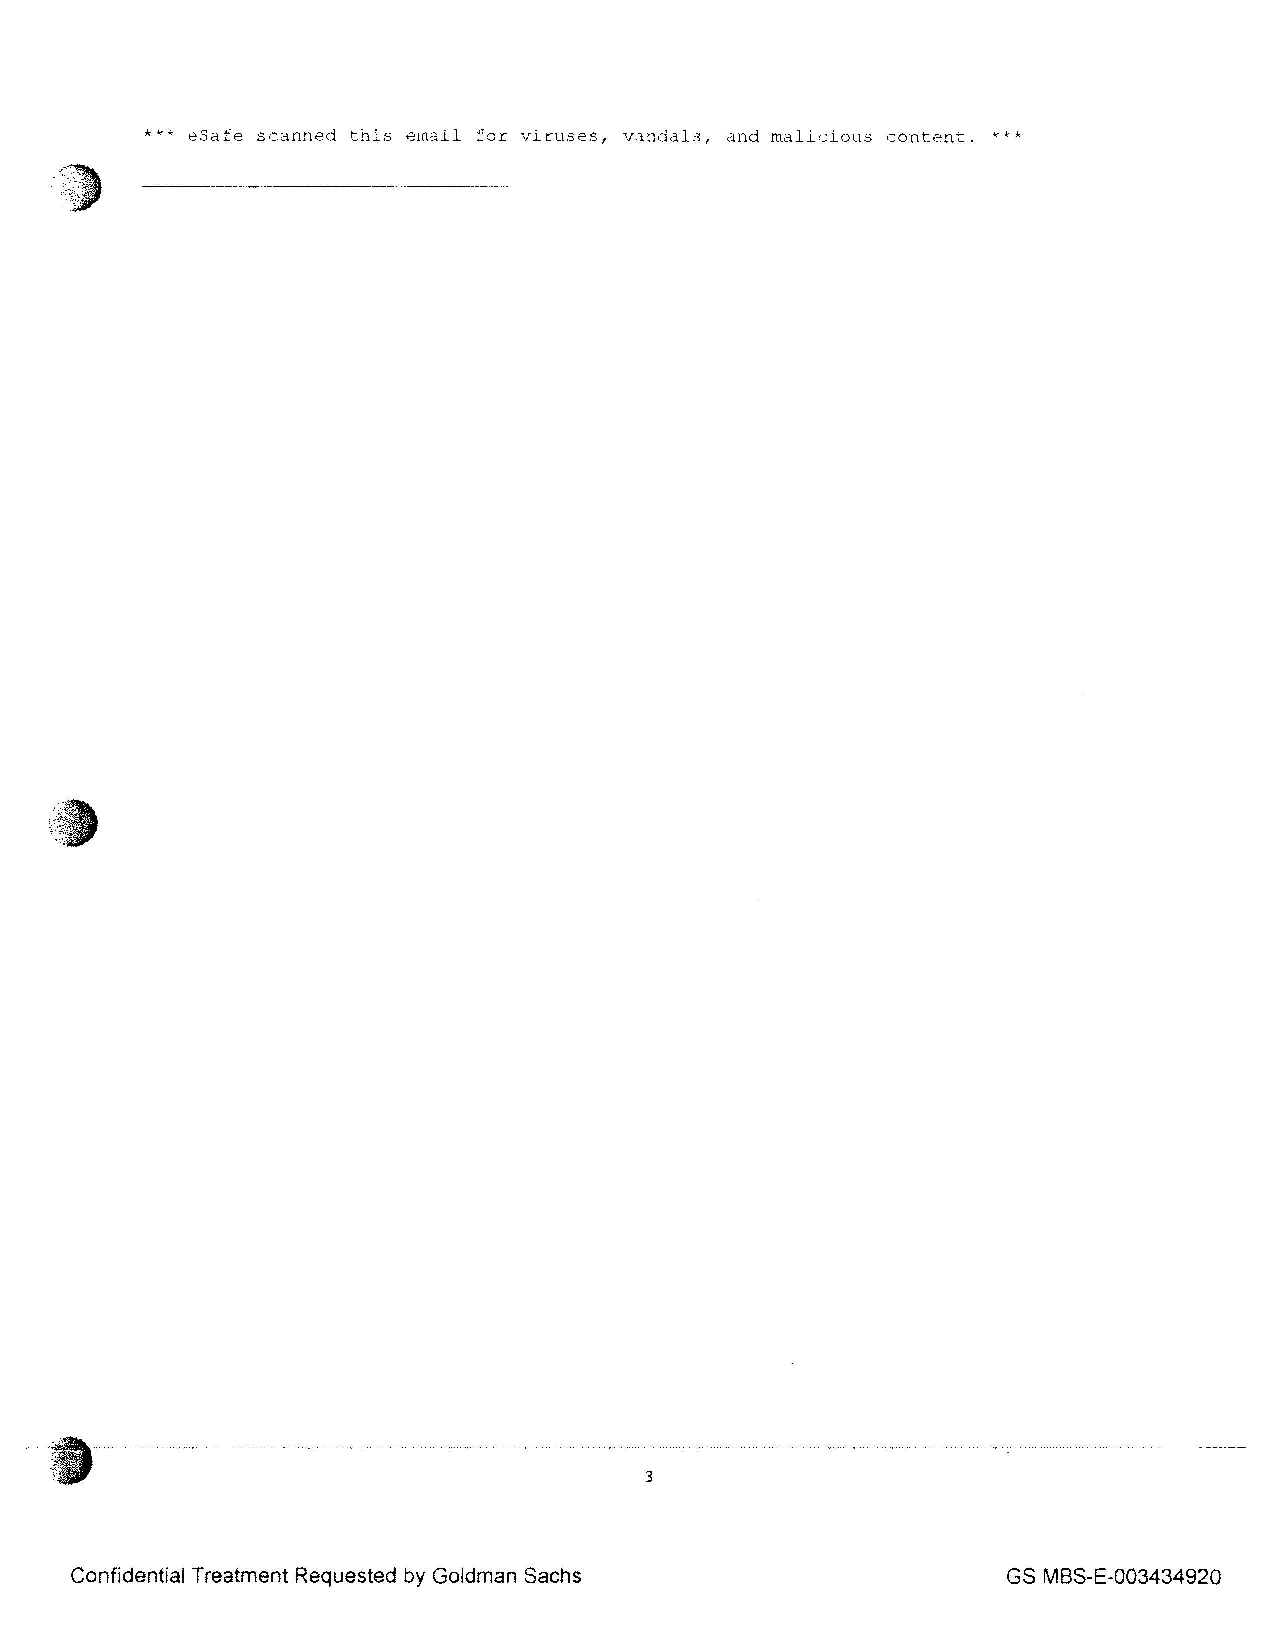 *** eSafe scanned this email for viruses, vandals, and malicious content. ***
3
Confidential Treatment Requested by Goldman Sachs
GS MBS-E-003434920